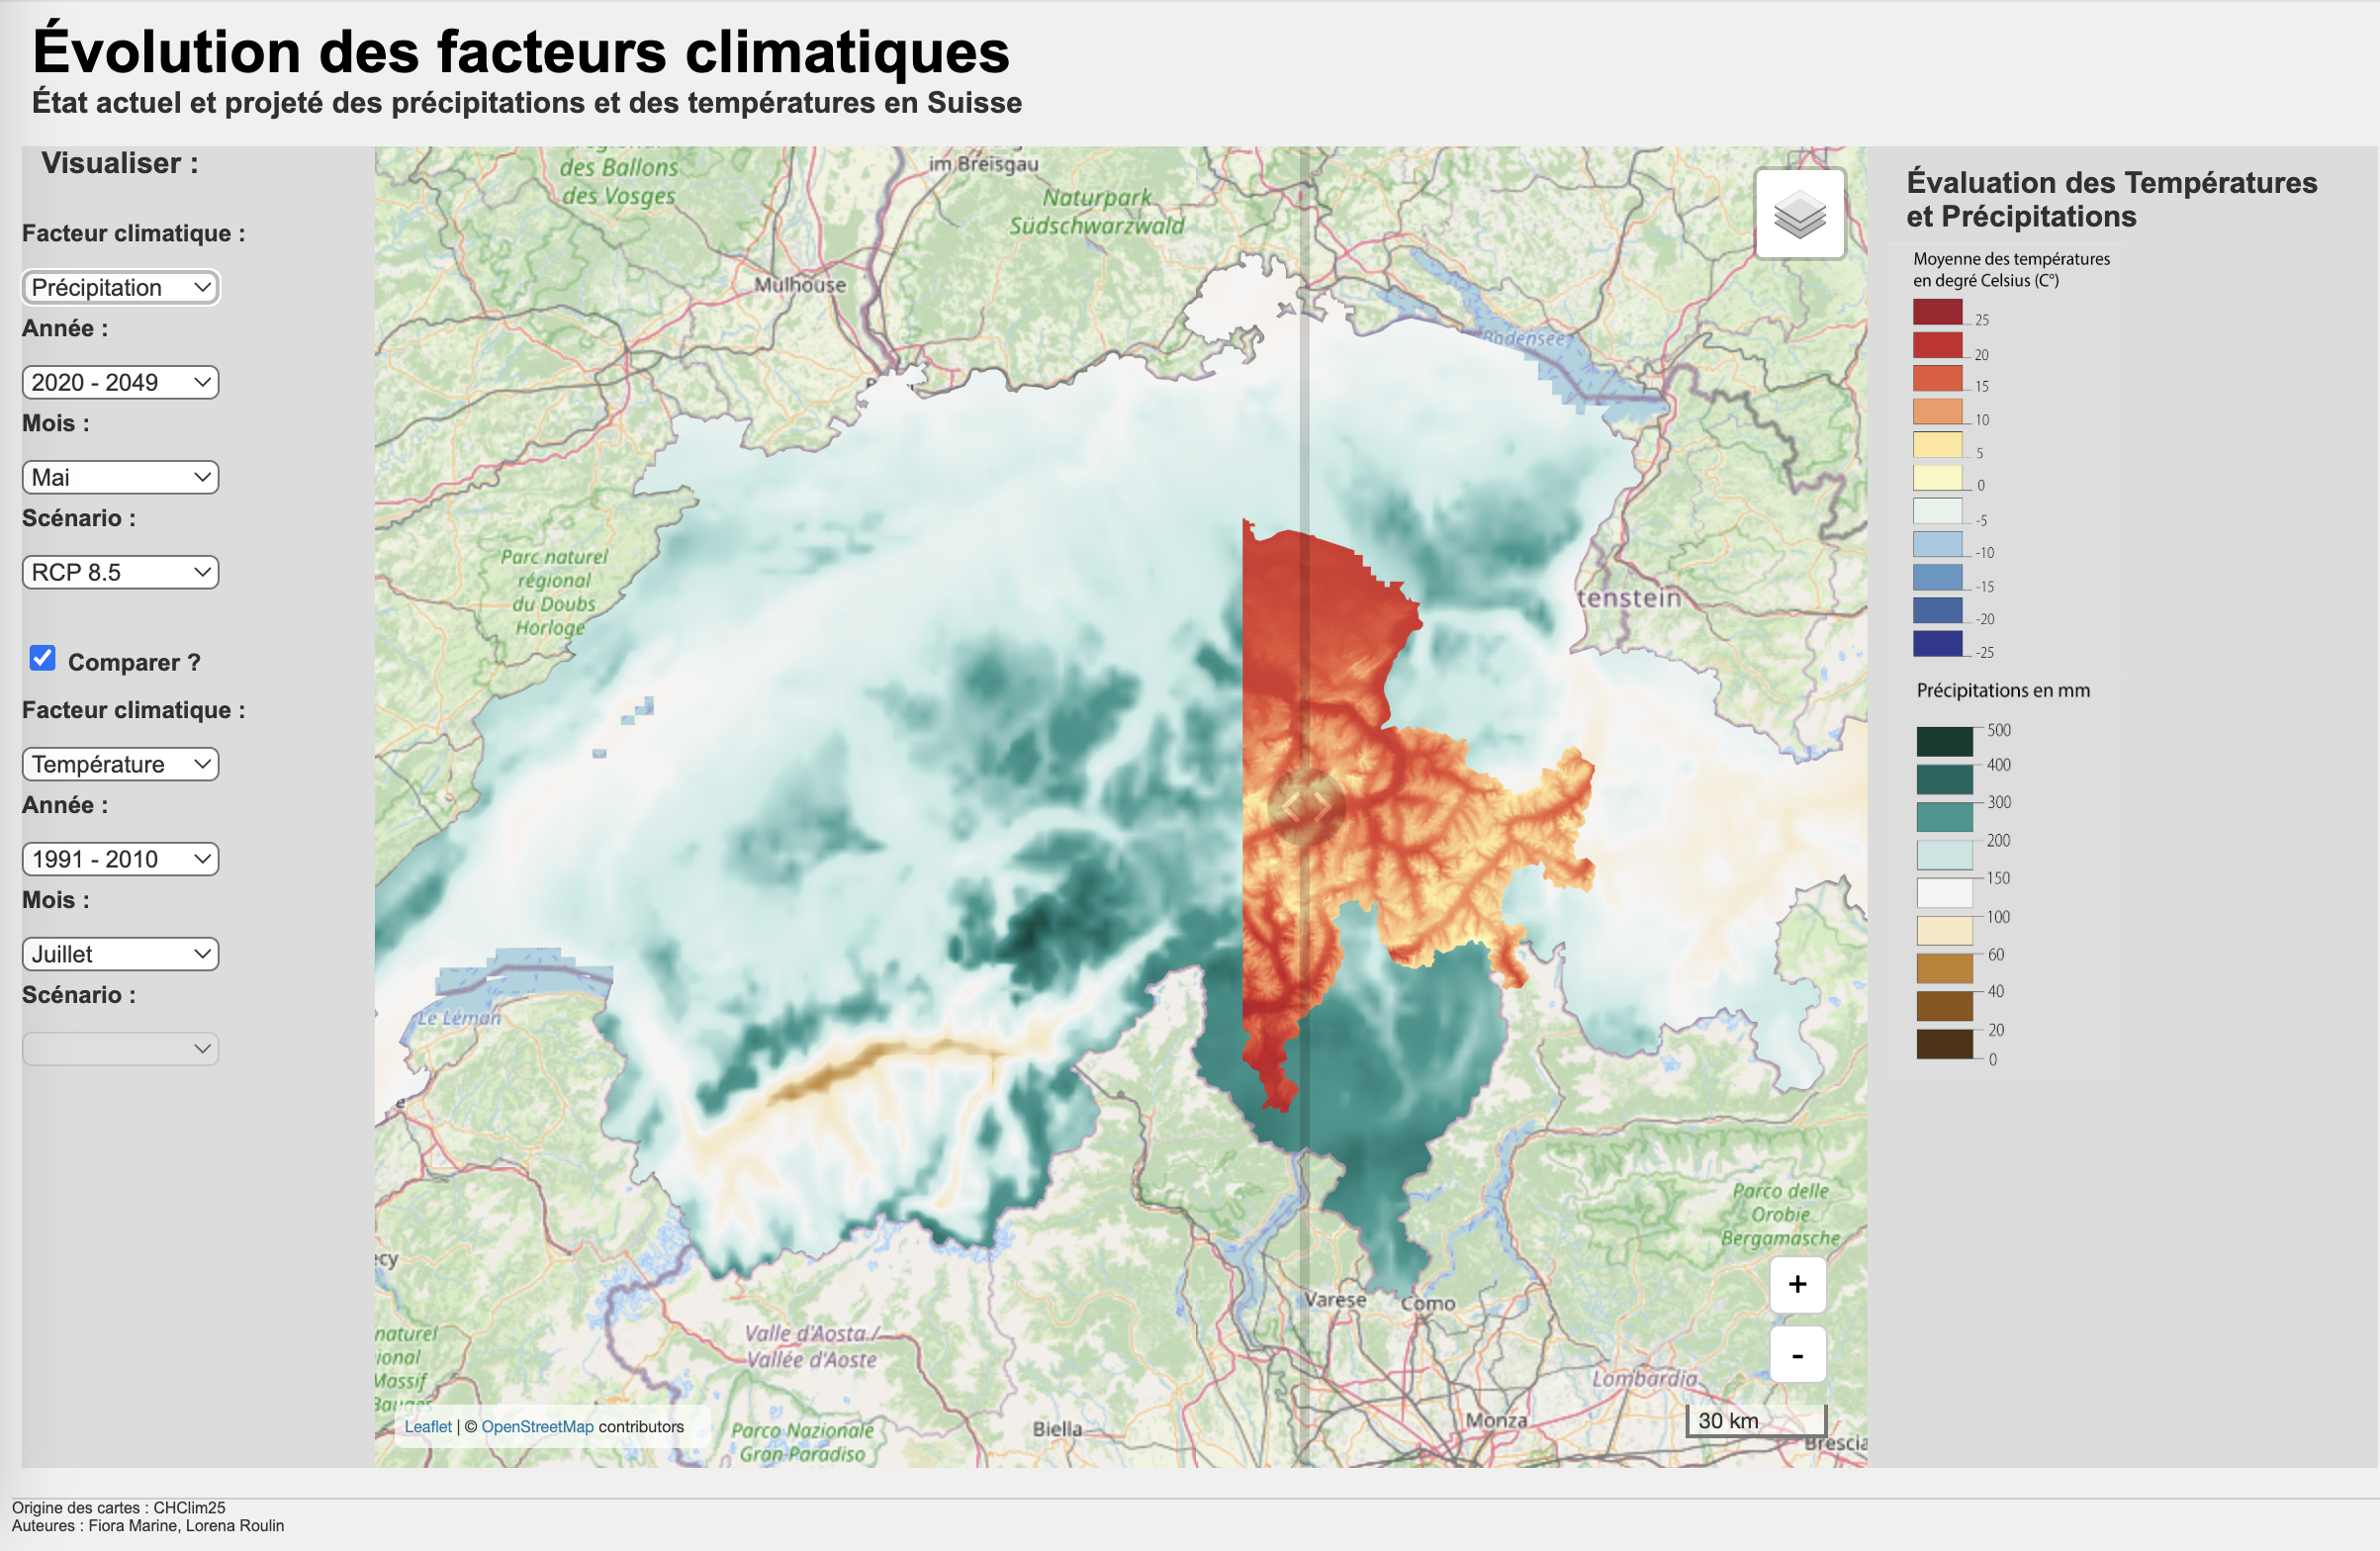 Évolution des facteurs climatiques
État actuel et projeté des précipitations et des températures en Suisse
Visualiser :
Facteur climatique :
Précipitation
Année :
2020 - 2049
Mois :
Mai
Scénario :
RCP 8.5
Comparer ?
Facteur climatique :
Température
Année :
1991 - 2010
Mois :
Juillet
Scénario :
des Ballons
des Vosges
im Breisgau
Naturpark
Südschwarzwald
Mulhouse
Bodensee
Parc naturel
régional
du Doubs
Horloge
tenstein
Le Léman
Parco delle
Orobie
Bergamasche
ecy
Varese
Como
Valle d'Aosta /
Vallée d'Aoste
naturel
ional
Massif
Bauges
Lombardia
Parco Nazionale
Gran Paradiso
Biella
Monza
Brescia
+
-
30 km
Leaflet | © OpenStreetMap contributors
Évaluation des Températures
et Précipitations
Moyenne des températures
en degré Celsius (C°)
25
20
15
10
5
0
-5
-10
-15
-20
-25
Précipitations en mm
500
400
300
200
150
100
60
40
20
0
Origine des cartes : CHClim25
Auteures : Fiora Marine, Lorena Roulin